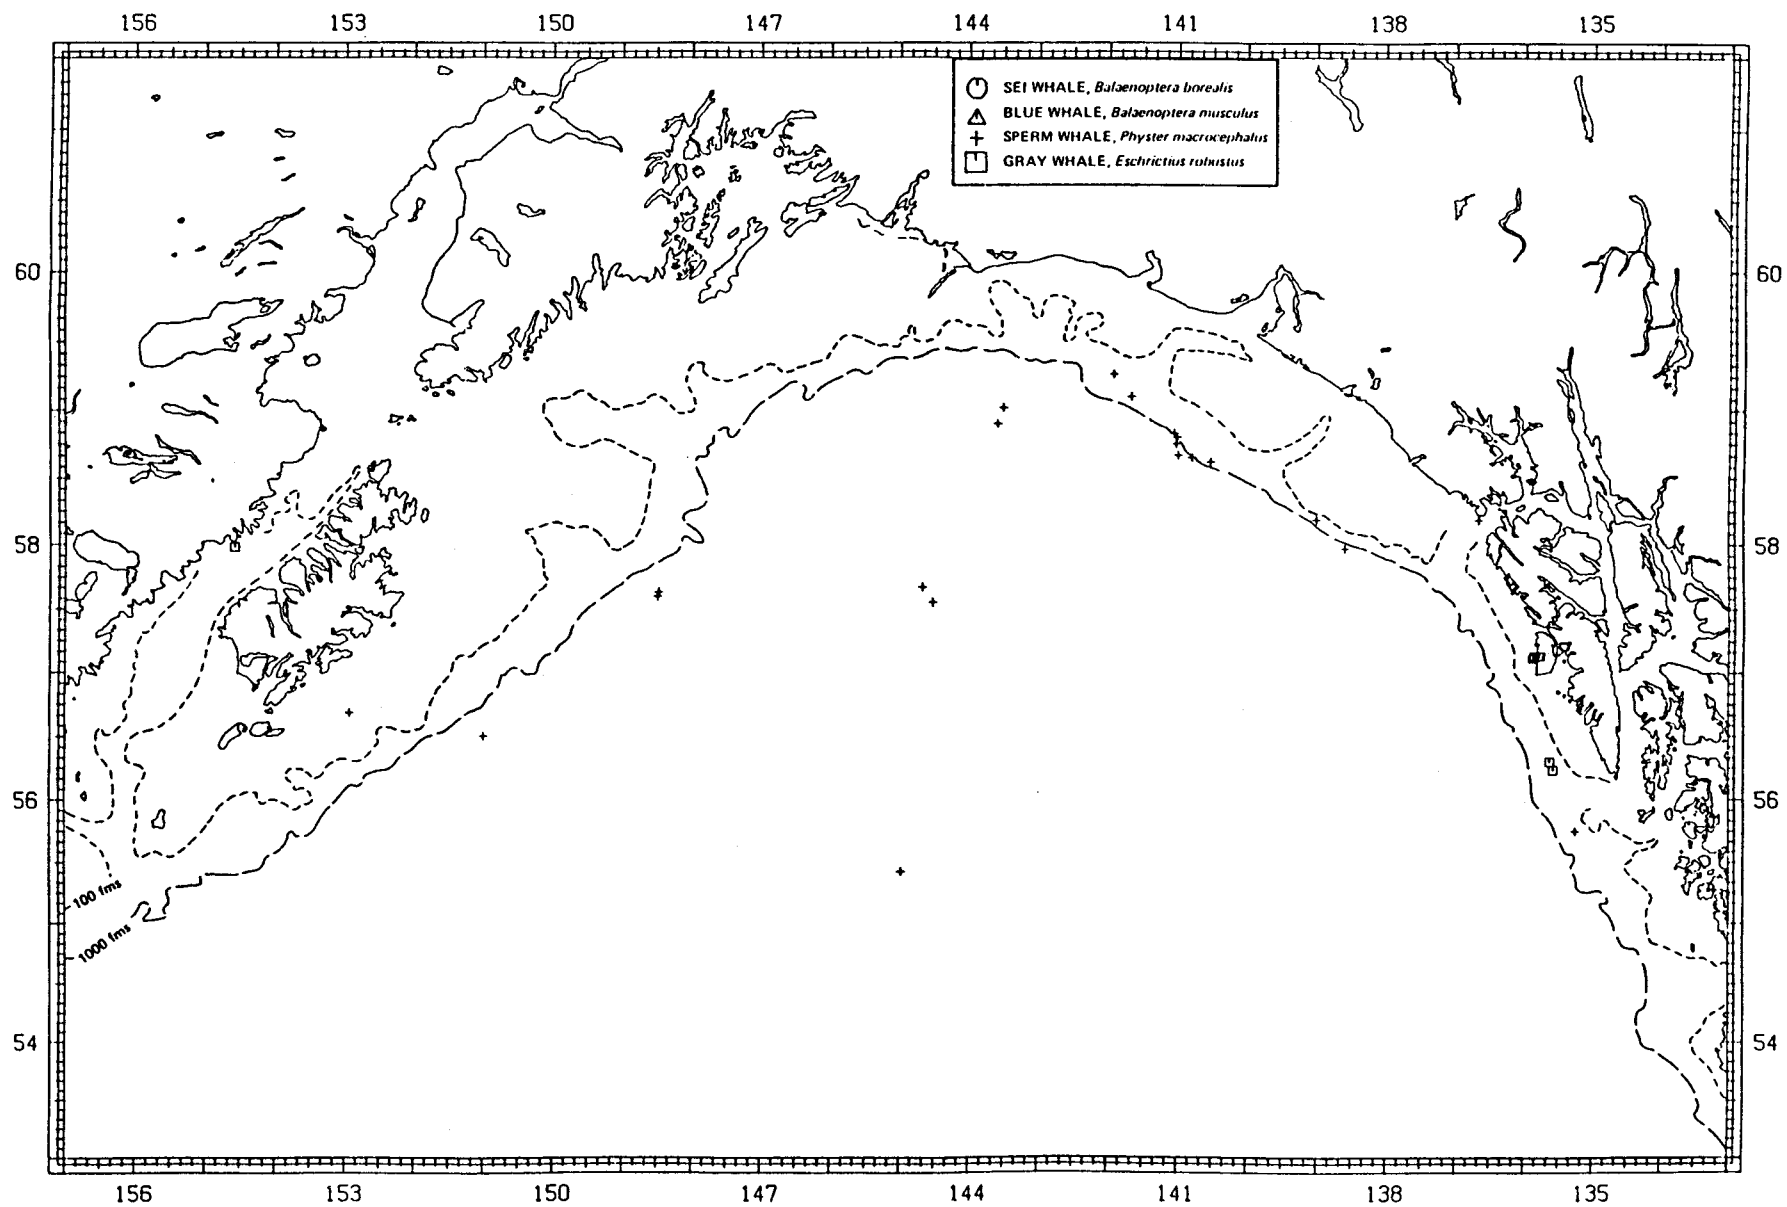 156 153 150 147 144 141 138 135
SEI WHALE, Balaenoptera borealis
BLUE WHALE, Balaenoptera musculus
SPERM WHALE, Physter macrocephalus
GRAY WHALE, Eschrictius robustus
60 60
58 58
56 56
100 fms
1000 fms
54 54
156 153 150 147 144 141 138 135